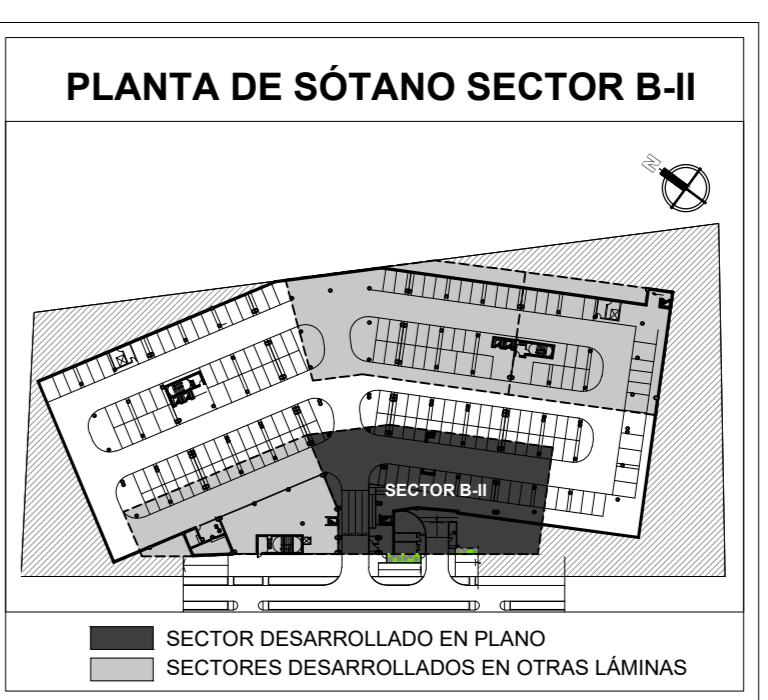 PLANTA DE SÓTANO SECTOR B-II
N
SECTOR B-II
SECTOR DESARROLLADO EN PLANO
SECTORES DESARROLLADOS EN OTRAS LÁMINAS